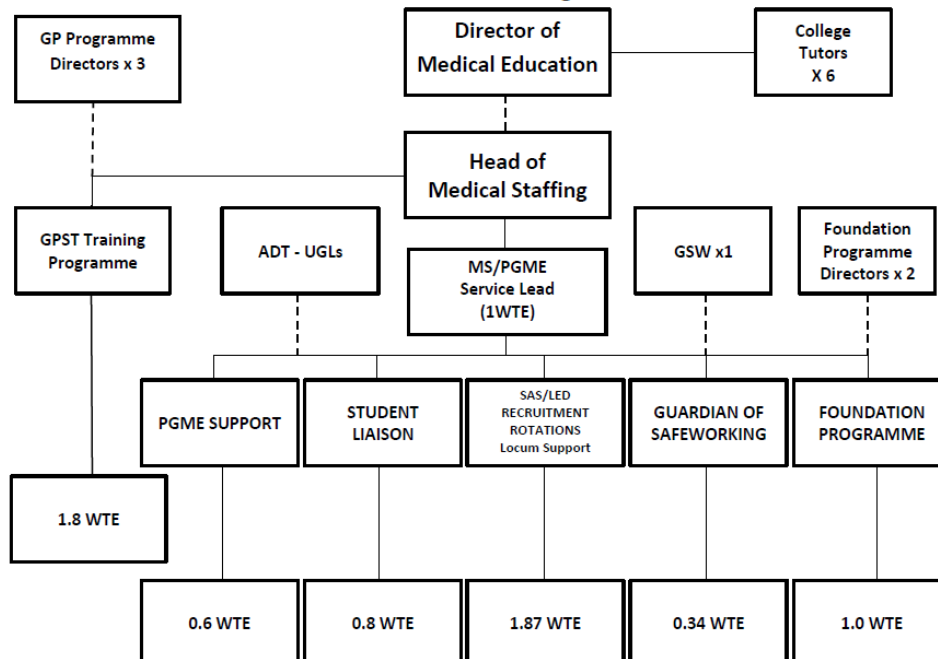 GP Programme
Directors x 3
Director of
Medical Education
College
Tutors
X 6
Head of
Medical Staffing
GPST Training
Programme
ADT - UGLs
MS/PGME
Service Lead
(1WTE)
GSW x1
Foundation
Programme
Directors x 2
PGME SUPPORT
STUDENT
LIAISON
SAS/LED
RECRUITMENT
ROTATIONS
Locum Support
GUARDIAN OF
SAFEWORKING
FOUNDATION
PROGRAMME
1.8 WTE
0.6 WTE
0.8 WTE
1.87 WTE
0.34 WTE
1.0 WTE